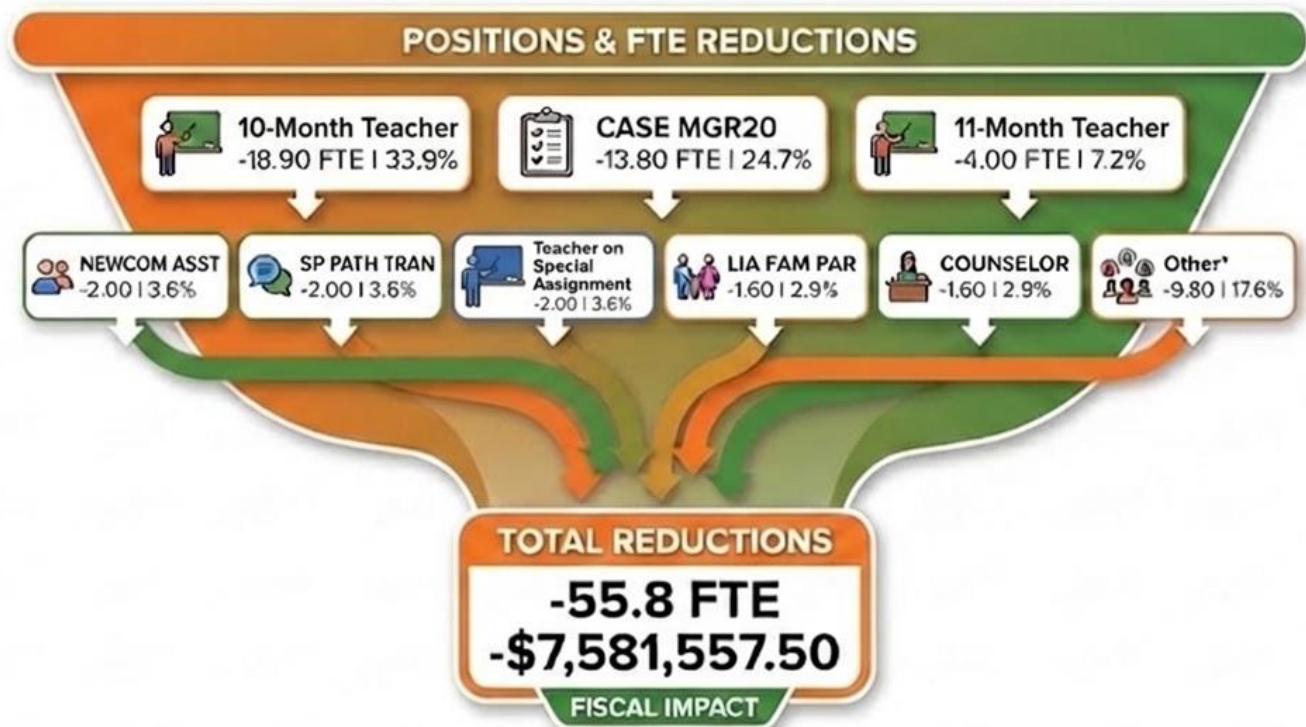 POSITIONS & FTE REDUCTIONS
10-Month Teacher
-18.90 FTE | 33.9%
CASE MGR20
-13.80 FTE | 24.7%
11-Month Teacher
-4.00 FTE | 7.2%
NEWCOM ASST
-2.00 | 3.6%
SP PATH TRAN
-2.00 | 3.6%
Teacher on
Special
Aasignment
-2.00 | 3.6%
LIA FAM PAR
-1.60 | 2.9%
COUNSELOR
-1.60 | 2.9%
Other*
-9.80 | 17.6%
TOTAL REDUCTIONS
-55.8 FTE
-$7,581,557.50
FISCAL IMPACT